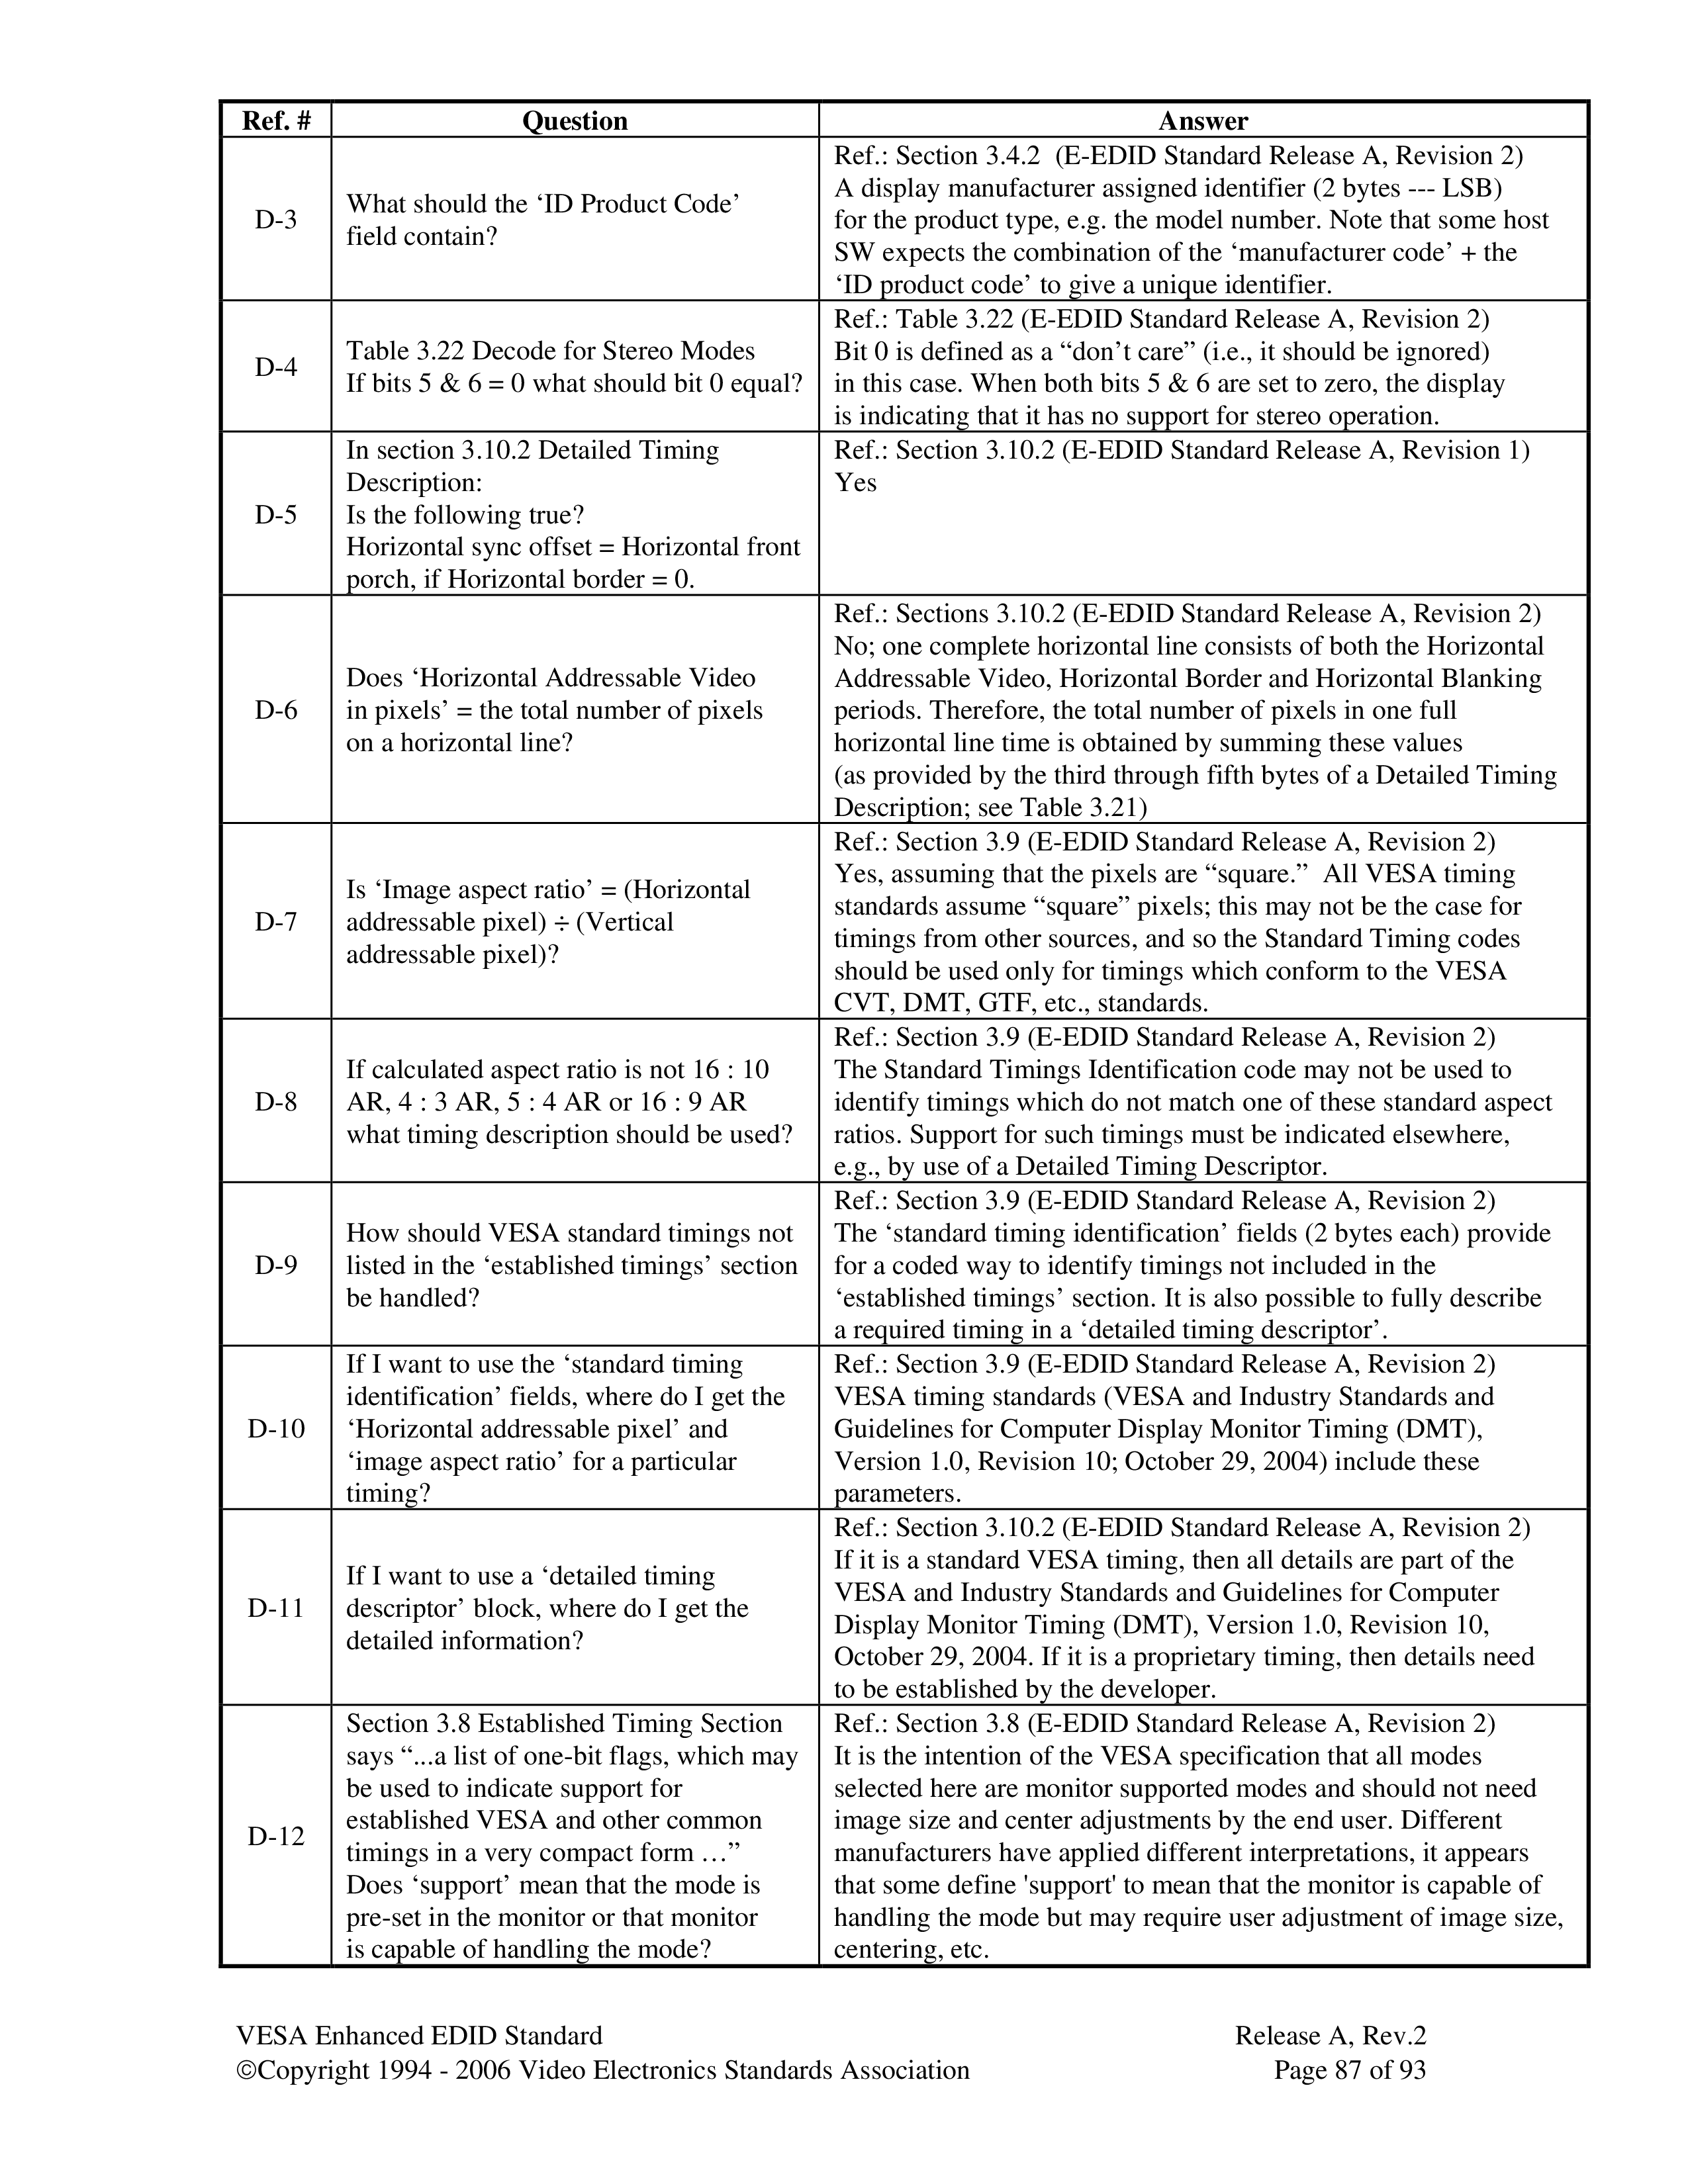 Ref. # Question Answer
D-3
What should the ‘ID Product Code’
field contain?
Ref.: Section 3.4.2  (E-EDID Standard Release A, Revision 2)
A display manufacturer assigned identifier (2 bytes --- LSB)
for the product type, e.g. the model number. Note that some host
SW expects the combination of the ‘manufacturer code’ + the
‘ID product code’ to give a unique identifier.
D-4
Table 3.22 Decode for Stereo Modes
If bits 5 & 6 = 0 what should bit 0 equal?
Ref.: Table 3.22 (E-EDID Standard Release A, Revision 2)
Bit 0 is defined as a “don’t care” (i.e., it should be ignored)
in this case. When both bits 5 & 6 are set to zero, the display
is indicating that it has no support for stereo operation.
D-5
In section 3.10.2 Detailed Timing
Description:
Is the following true?
Horizontal sync offset = Horizontal front
porch, if Horizontal border = 0.
Ref.: Section 3.10.2 (E-EDID Standard Release A, Revision 1)
Yes
D-6
Does ‘Horizontal Addressable Video
in pixels’ = the total number of pixels
on a horizontal line?
Ref.: Sections 3.10.2 (E-EDID Standard Release A, Revision 2)
No; one complete horizontal line consists of both the Horizontal
Addressable Video, Horizontal Border and Horizontal Blanking
periods. Therefore, the total number of pixels in one full
horizontal line time is obtained by summing these values
(as provided by the third through fifth bytes of a Detailed Timing
Description; see Table 3.21)
D-7
Is ‘Image aspect ratio’ = (Horizontal
addressable pixel) ÷ (Vertical
addressable pixel)?
Ref.: Section 3.9 (E-EDID Standard Release A, Revision 2)
Yes, assuming that the pixels are “square.”  All VESA timing
standards assume “square” pixels; this may not be the case for
timings from other sources, and so the Standard Timing codes
should be used only for timings which conform to the VESA
CVT, DMT, GTF, etc., standards.
D-8
If calculated aspect ratio is not 16 : 10
AR, 4 : 3 AR, 5 : 4 AR or 16 : 9 AR
what timing description should be used?
Ref.: Section 3.9 (E-EDID Standard Release A, Revision 2)
The Standard Timings Identification code may not be used to
identify timings which do not match one of these standard aspect
ratios. Support for such timings must be indicated elsewhere,
e.g., by use of a Detailed Timing Descriptor.
D-9
How should VESA standard timings not
listed in the ‘established timings’ section
be handled?
Ref.: Section 3.9 (E-EDID Standard Release A, Revision 2)
The ‘standard timing identification’ fields (2 bytes each) provide
for a coded way to identify timings not included in the
‘established timings’ section. It is also possible to fully describe
a required timing in a ‘detailed timing descriptor’.
D-10
If I want to use the ‘standard timing
identification’ fields, where do I get the
‘Horizontal addressable pixel’ and
‘image aspect ratio’ for a particular
timing?
Ref.: Section 3.9 (E-EDID Standard Release A, Revision 2)
VESA timing standards (VESA and Industry Standards and
Guidelines for Computer Display Monitor Timing (DMT),
Version 1.0, Revision 10; October 29, 2004) include these
parameters.
D-11
If I want to use a ‘detailed timing
descriptor’ block, where do I get the
detailed information?
Ref.: Section 3.10.2 (E-EDID Standard Release A, Revision 2)
If it is a standard VESA timing, then all details are part of the
VESA and Industry Standards and Guidelines for Computer
Display Monitor Timing (DMT), Version 1.0, Revision 10,
October 29, 2004. If it is a proprietary timing, then details need
to be established by the developer.
D-12
Section 3.8 Established Timing Section
says “...a list of one-bit flags, which may
be used to indicate support for
established VESA and other common
timings in a very compact form …”
Does ‘support’ mean that the mode is
pre-set in the monitor or that monitor
is capable of handling the mode?
Ref.: Section 3.8 (E-EDID Standard Release A, Revision 2)
It is the intention of the VESA specification that all modes
selected here are monitor supported modes and should not need
image size and center adjustments by the end user. Different
manufacturers have applied different interpretations, it appears
that some define 'support' to mean that the monitor is capable of
handling the mode but may require user adjustment of image size,
centering, etc.
VESA Enhanced EDID Standard Release A, Rev.2
©Copyright 1994 - 2006 Video Electronics Standards Association Page 87 of 93